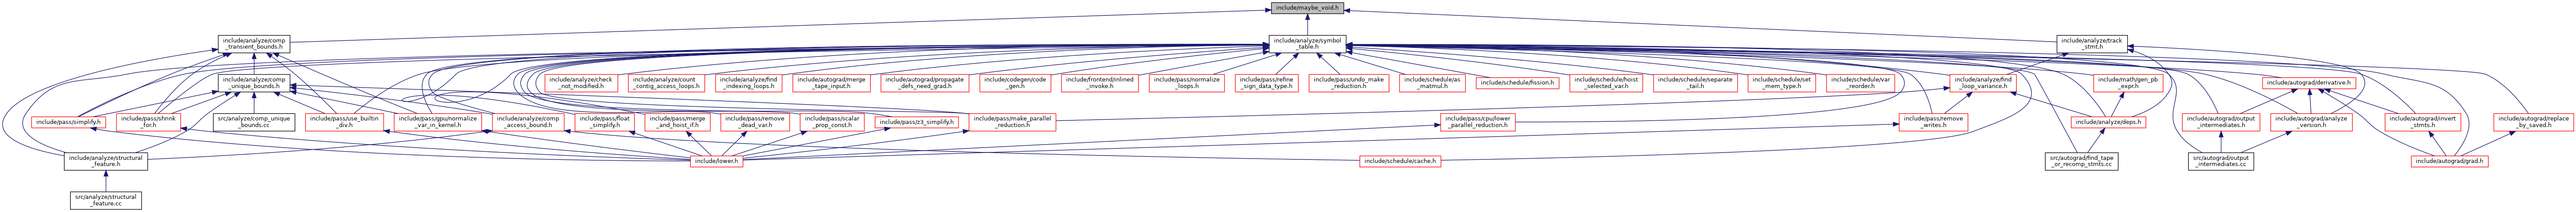 include/maybe_void.h
include/analyze/comp
_transient_bounds.h
include/analyze/symbol
_table.h
include/analyze/track
_stmt.h
include/analyze/comp
_unique_bounds.h
include/analyze/check
_not_modified.h
include/analyze/count
_contig_access_loops.h
include/analyze/find
_indexing_loops.h
include/autograd/merge
_tape_input.h
include/autograd/propagate
_defs_need_grad.h
include/codegen/code
_gen.h
include/frontend/inlined
_invoke.h
include/pass/normalize
_loops.h
include/pass/refine
_sign_data_type.h
include/pass/undo_make
_reduction.h
include/schedule/as
_matmul.h
include/schedule/fission.h
include/schedule/hoist
_selected_var.h
include/schedule/separate
_tail.h
include/schedule/set
_mem_type.h
include/schedule/var
_reorder.h
include/analyze/find
_loop_variance.h
include/math/gen_pb
_expr.h
include/autograd/derivative.h
include/pass/simplify.h
include/pass/shrink
_for.h
src/analyze/comp_unique
_bounds.cc
include/pass/use_builtin
_div.h
include/pass/gpu/normalize
_var_in_kernel.h
include/analyze/comp
_access_bound.h
include/pass/float
_simplify.h
include/pass/merge
_and_hoist_if.h
include/pass/remove
_dead_var.h
include/pass/scalar
_prop_const.h
include/pass/z3_simplify.h
include/pass/make_parallel
_reduction.h
include/pass/cpu/lower
_parallel_reduction.h
include/pass/remove
_writes.h
include/analyze/deps.h
include/autograd/output
_intermediates.h
include/autograd/analyze
_version.h
include/autograd/invert
_stmts.h
include/autograd/replace
_by_saved.h
include/analyze/structural
_feature.h
include/lower.h
include/schedule/cache.h
src/autograd/find_tape
_or_recomp_stmts.cc
src/autograd/output
_intermediates.cc
include/autograd/grad.h
src/analyze/structural
_feature.cc